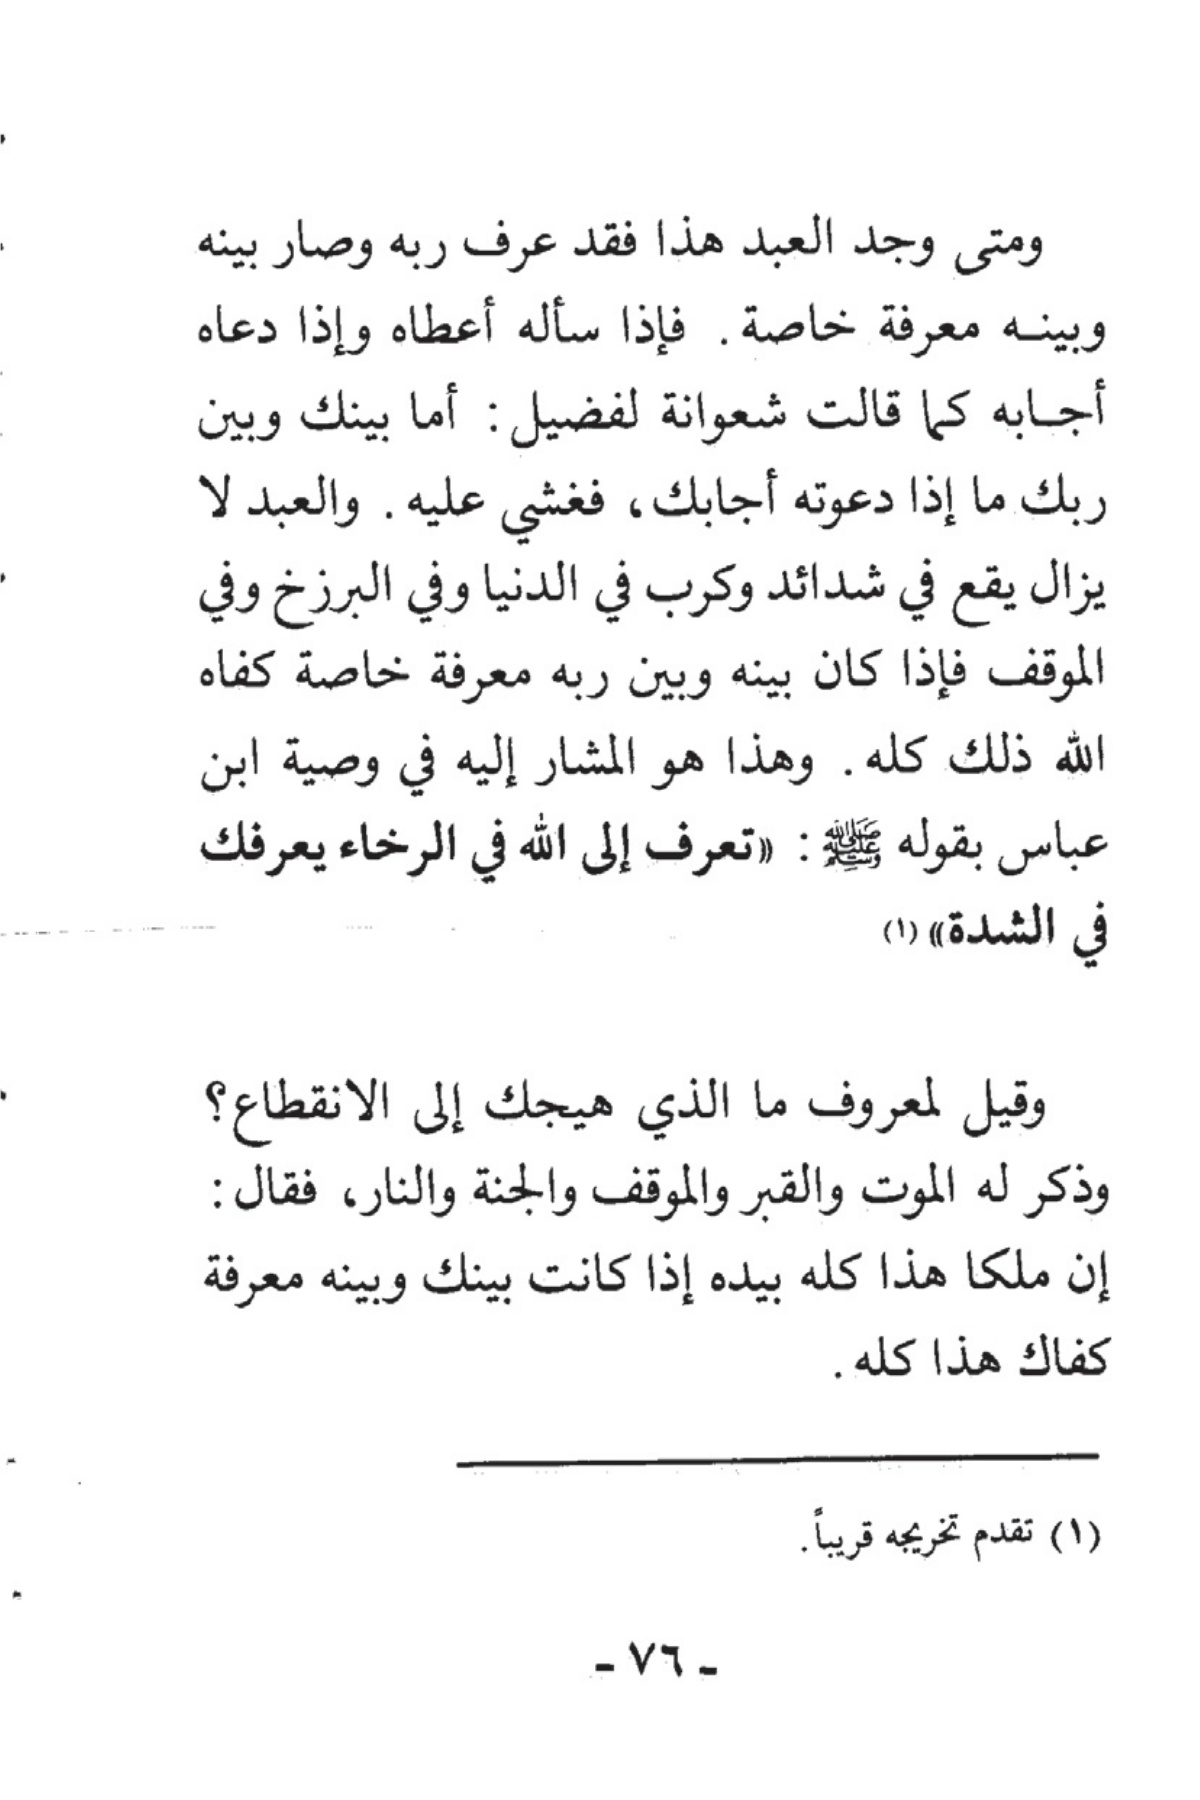 ومتى وجد العبد هذا فقد عرف ربه وصار بينه
وبينـه معرفة خاصة. فإذا سأله أعطاه وإذا دعاه
أجـابه كما قالت شعوانة لفضيل: أما بينك وبين
ربك ما إذا دعوته أجابك، فغشي عليه. والعبد لا
يزال يقع في شدائد وكرب في الدنيا وفي البرزخ وفي
الموقف فإذا كان بينه وبين ربه معرفة خاصة كفاه
الله ذلك كله. وهذا هو المشار إليه في وصية ابن
عباس بقوله ﷺ: «تعرف إلى الله في الرخاء يعرفك
في الشدة» (١)
وقيل لمعروف ما الذي هيجك إلى الانقطاع؟
وذكر له الموت والقبر والموقف والجنة والنار، فقال:
إن ملكا هذا كله بيده إذا كانت بينك وبينه معرفة
كفاك هذا كله.
(١) تقدم تخريجه قريباً.
- ٧٦ -